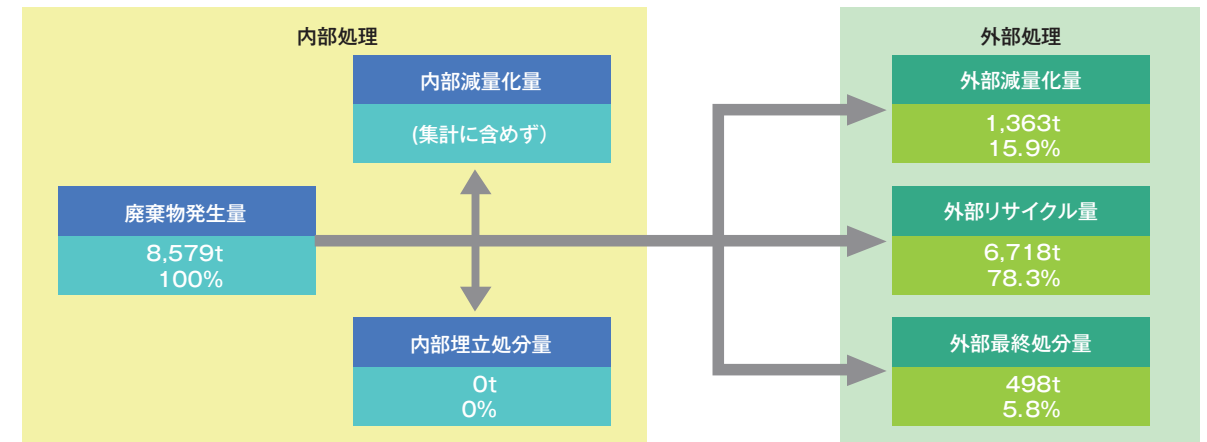 内部処理
内部減量化量
(集計に含めず)
廃棄物発生量
8,579t
100%
内部埋立処分量
0t
0%
外部処理
外部減量化量
1,363t
15.9%
外部リサイクル量
6,718t
78.3%
外部最終処分量
498t
5.8%